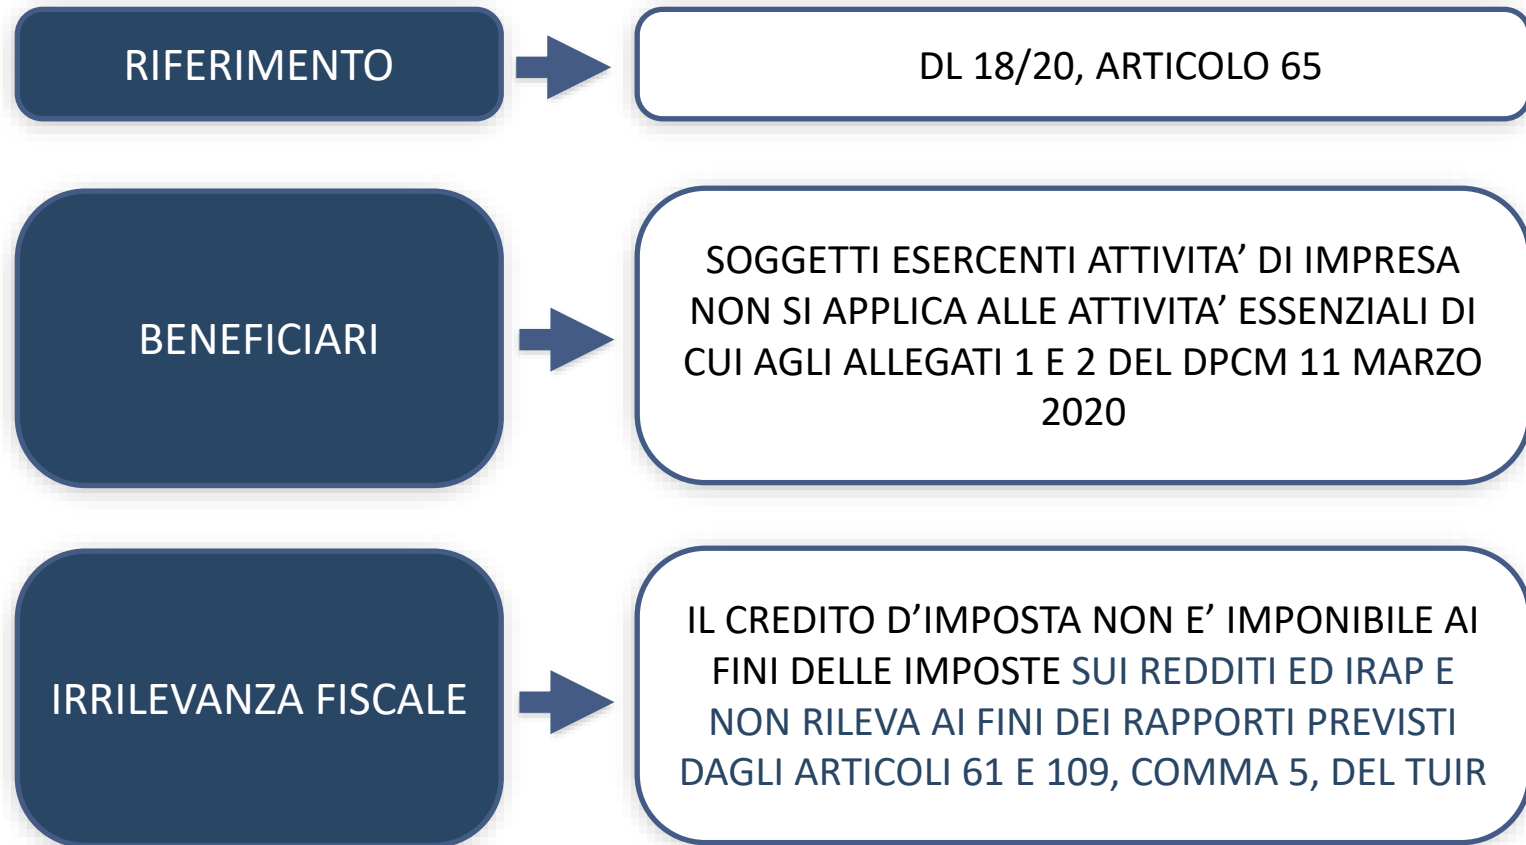 RIFERIMENTO
DL 18/20, ARTICOLO 65
BENEFICIARI
SOGGETTI ESERCENTI ATTIVITA’ DI IMPRESA
NON SI APPLICA ALLE ATTIVITA’ ESSENZIALI DI
CUI AGLI ALLEGATI 1 E 2 DEL DPCM 11 MARZO
2020
IRRILEVANZA FISCALE
IL CREDITO D’IMPOSTA NON E’ IMPONIBILE AI
FINI DELLE IMPOSTE SUI REDDITI ED IRAP E
NON RILEVA AI FINI DEI RAPPORTI PREVISTI
DAGLI ARTICOLI 61 E 109, COMMA 5, DEL TUIR